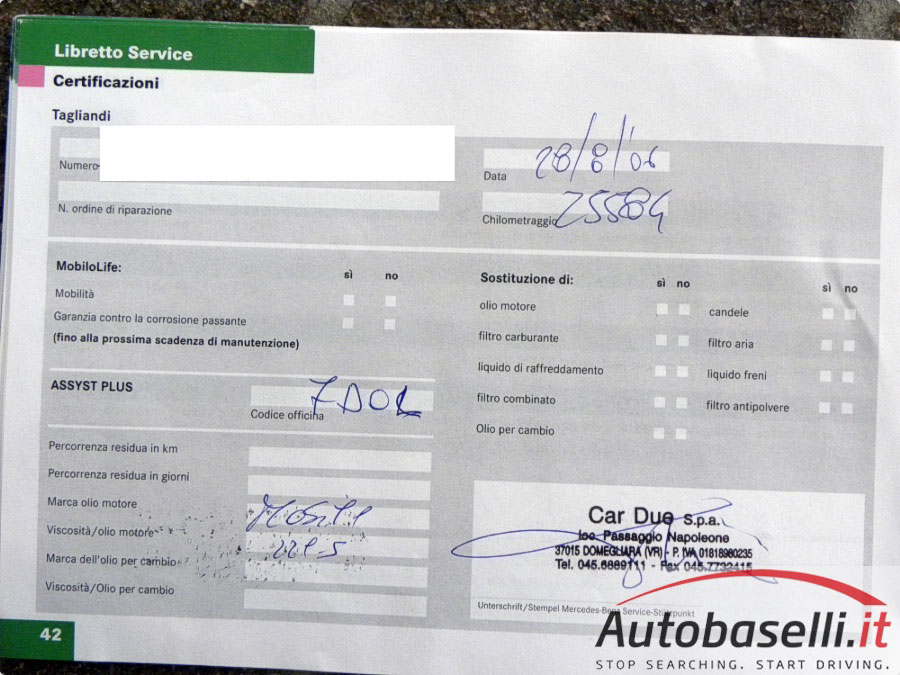 Libretto Service
Certificazioni
Tagliandi
Numero
Data 28/8/'06
N. ordine di riparazione
Chilometraggio 25584
MobiloLife: sì no
Mobilità
Garanzia contro la corrosione passante
(fino alla prossima scadenza di manutenzione)
Sostituzione di: sì no sì no
olio motore candele
filtro carburante filtro aria
liquido di raffreddamento liquido freni
filtro combinato filtro antipolvere
Olio per cambio
ASSYST PLUS
Codice officina
Percorrenza residua in km
Percorrenza residua in giorni
Marca olio motore
Viscosità/olio motore
Marca dell'olio per cambio
Viscosità/Olio per cambio
Car Due s.p.a.
loc. Passaggio Napoleone
37015 DOMEGLIARA (VR) - P. IVA 01818980235
Tel. 045.6889111 - Fax 045.7732415
Unterschrift/Stempel Mercedes-Benz Service-Stützpunkt
42
Autobaselli.it
STOP SEARCHING. START DRIVING.